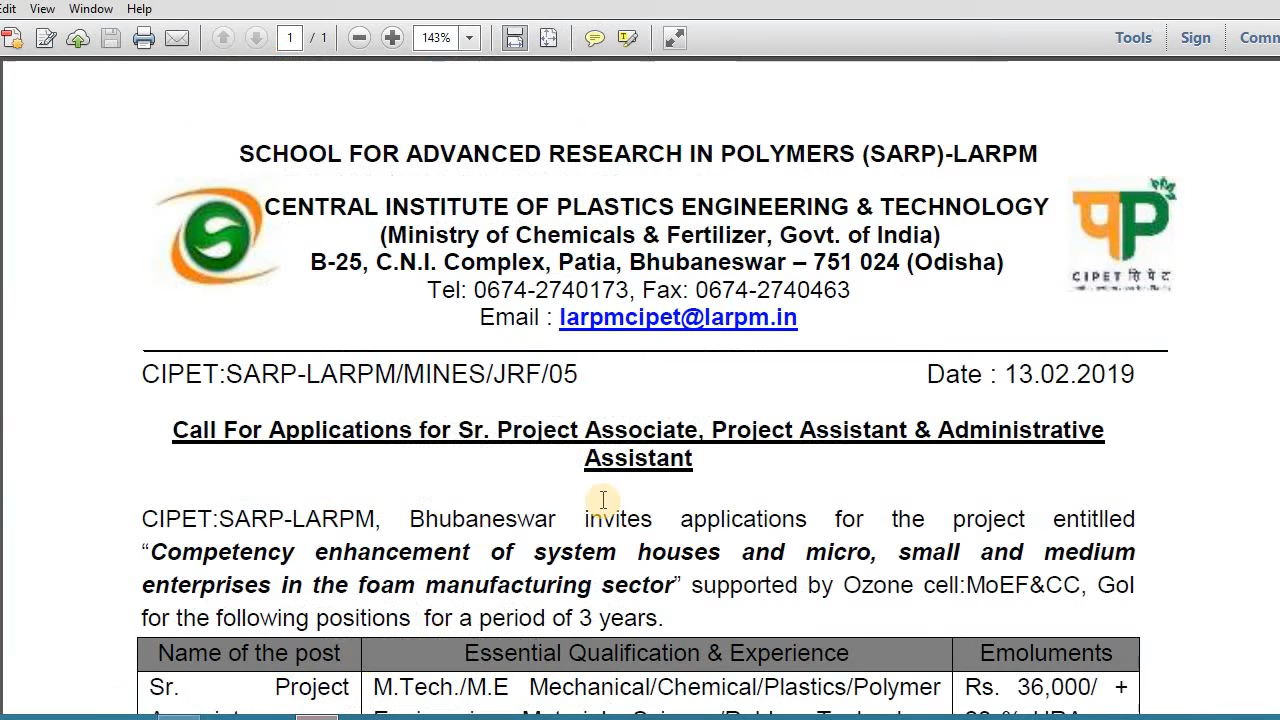 Edit View Window Help
1 / 1 143% Tools Sign Comm
SCHOOL FOR ADVANCED RESEARCH IN POLYMERS (SARP)-LARPM
CENTRAL INSTITUTE OF PLASTICS ENGINEERING & TECHNOLOGY
(Ministry of Chemicals & Fertilizer, Govt. of India)
B-25, C.N.I. Complex, Patia, Bhubaneswar – 751 024 (Odisha)
Tel: 0674-2740173, Fax: 0674-2740463
Email : larpmcipet@larpm.in
CIPET सिपेट
CIPET:SARP-LARPM/MINES/JRF/05 Date : 13.02.2019
Call For Applications for Sr. Project Associate, Project Assistant & Administrative
Assistant
CIPET:SARP-LARPM, Bhubaneswar invites applications for the project entitlled
“Competency enhancement of system houses and micro, small and medium
enterprises in the foam manufacturing sector” supported by Ozone cell:MoEF&CC, GoI
for the following positions for a period of 3 years.
Name of the post Essential Qualification & Experience Emoluments
Sr. Project M.Tech./M.E Mechanical/Chemical/Plastics/Polymer Rs. 36,000/ +